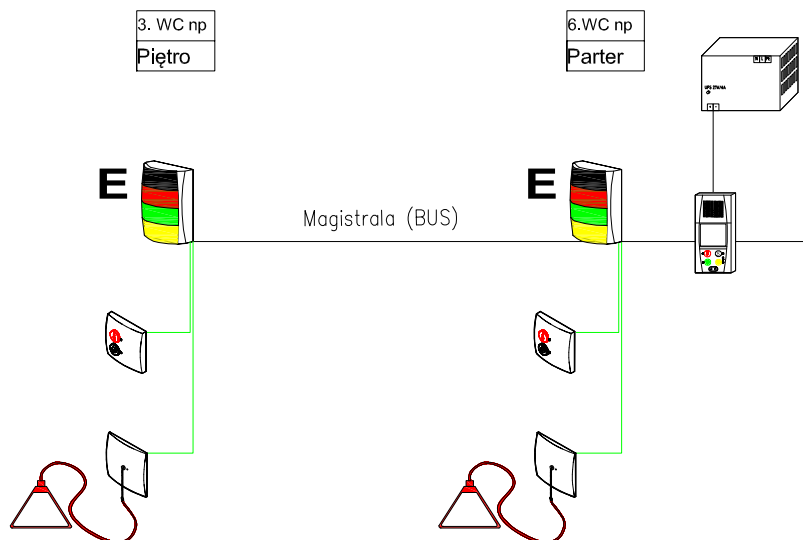 3. WC np
Piętro
6.WC np
Parter
E
Magistrala (BUS)
E